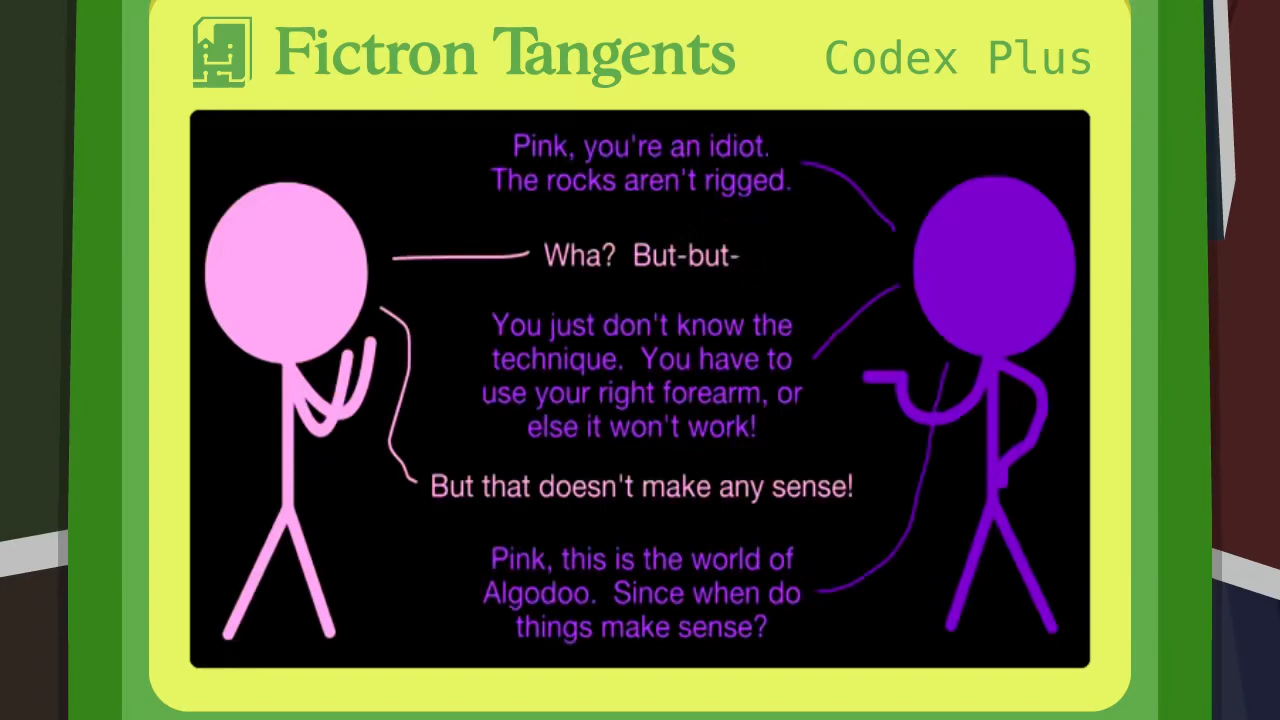 Fictron Tangents
Codex Plus
Pink, you're an idiot.
The rocks aren't rigged.
Wha?  But-but-
You just don't know the
technique.  You have to
use your right forearm, or
else it won't work!
But that doesn't make any sense!
Pink, this is the world of
Algodoo.  Since when do
things make sense?